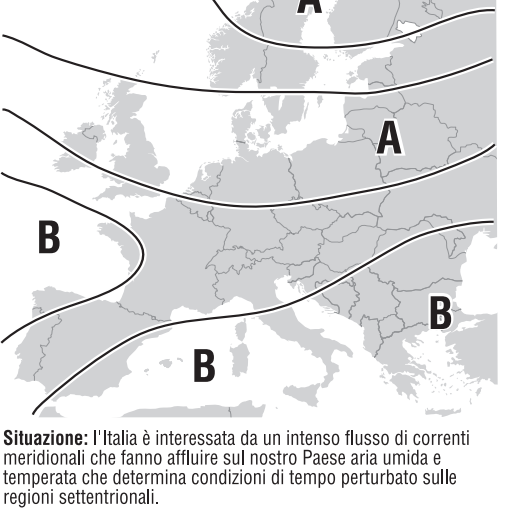 A
A
B
B
B
Situazione: l'Italia è interessata da un intenso flusso di correnti
meridionali che fanno affluire sul nostro Paese aria umida e
temperata che determina condizioni di tempo perturbato sulle
regioni settentrionali.